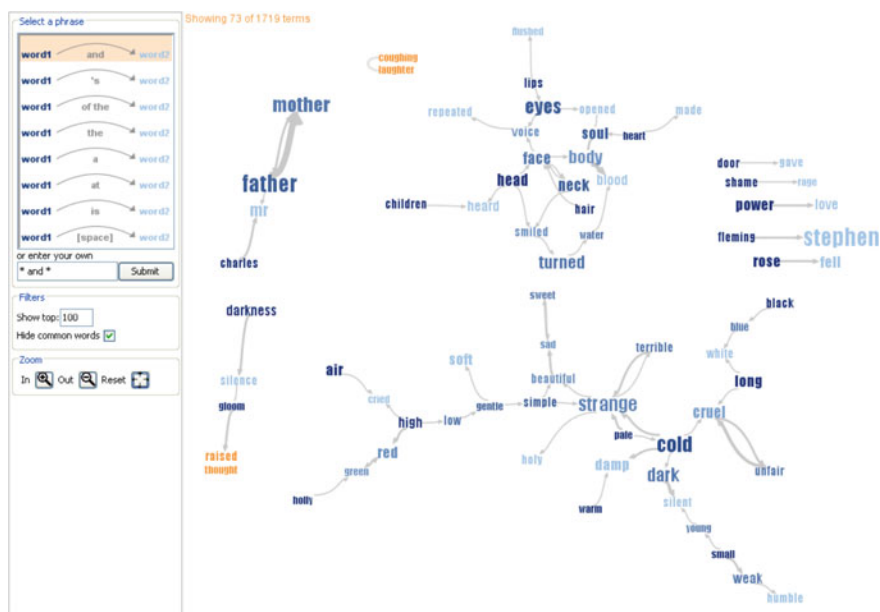 Select a phrase
word1 and word2
word1 's word2
word1 of the word2
word1 the word2
word1 a word2
word1 at word2
word1 is word2
word1 [space] word2
or enter your own
* and * Submit
Filters
Show top: 100
Hide common words
Zoom
In Out Reset
Showing 73 of 1719 terms
coughing
laughter
mother
father
mr
charles
flushed
lips
eyes opened
repeated
voice
soul heart made
face body
head neck blood
children heard
hair
smiled water
turned
door gave
shame rage
power love
fleming stephen
rose fell
darkness
silence
gloom
raised
thought
air
cried
high low gentle simple strange
soft
red
green
holly
sweet
sad
beautiful
terrible
holy
pale
cold
damp
dark
warm
silent
young
small
weak
humble
black
blue
white
long
cruel
unfair